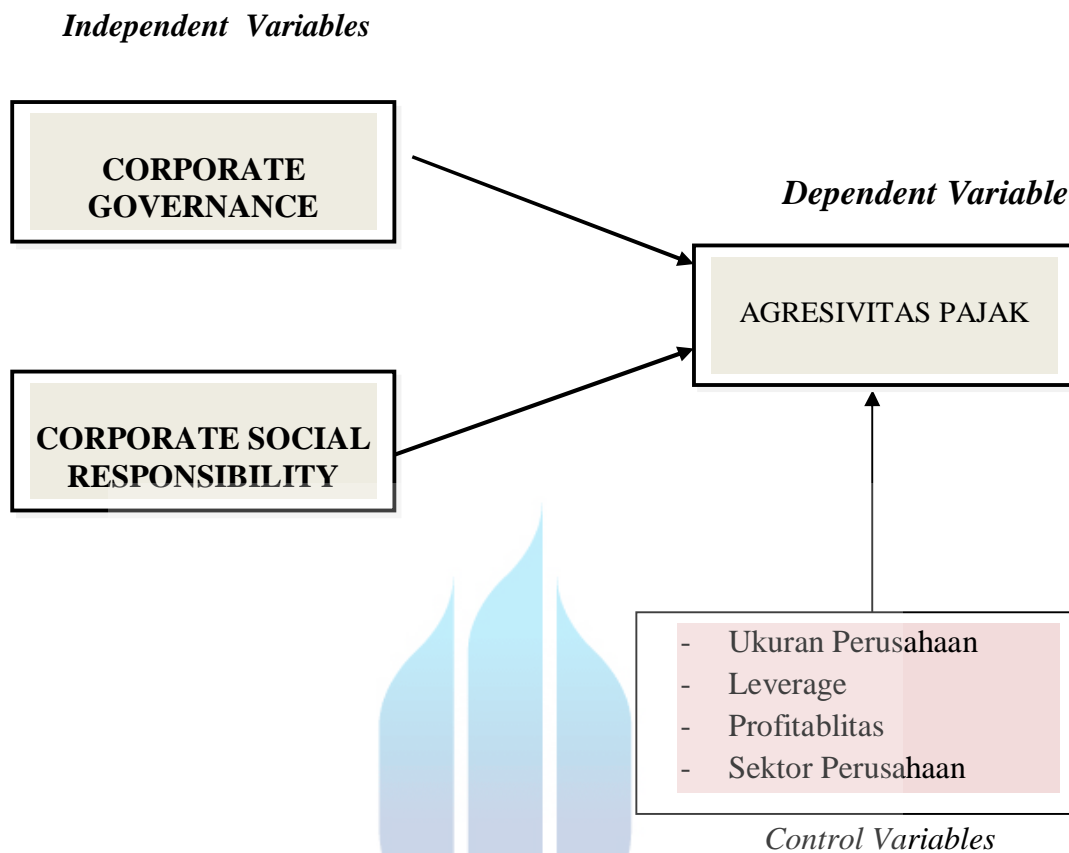 Independent Variables
CORPORATE
GOVERNANCE
Dependent Variable
AGRESIVITAS PAJAK
CORPORATE SOCIAL
RESPONSIBILITY
- Ukuran Perusahaan
- Leverage
- Profitablitas
- Sektor Perusahaan
Control Variables